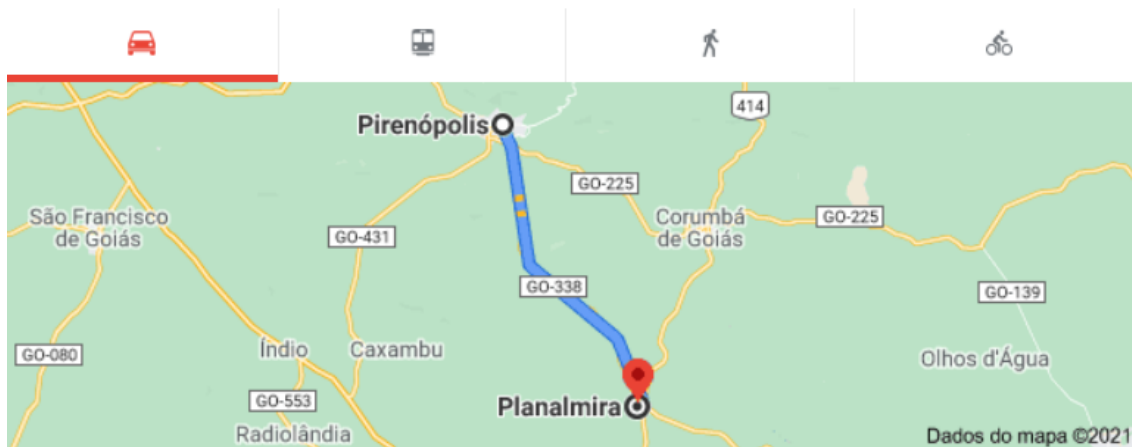 414
Pirenópolis
GO-225
São Francisco
de Goiás
Corumbá
de Goiás
GO-225
GO-431
GO-338
GO-139
GO-080
Índio
Caxambu
Olhos d'Água
GO-553
Planalmira
Radiolândia
Dados do mapa ©2021